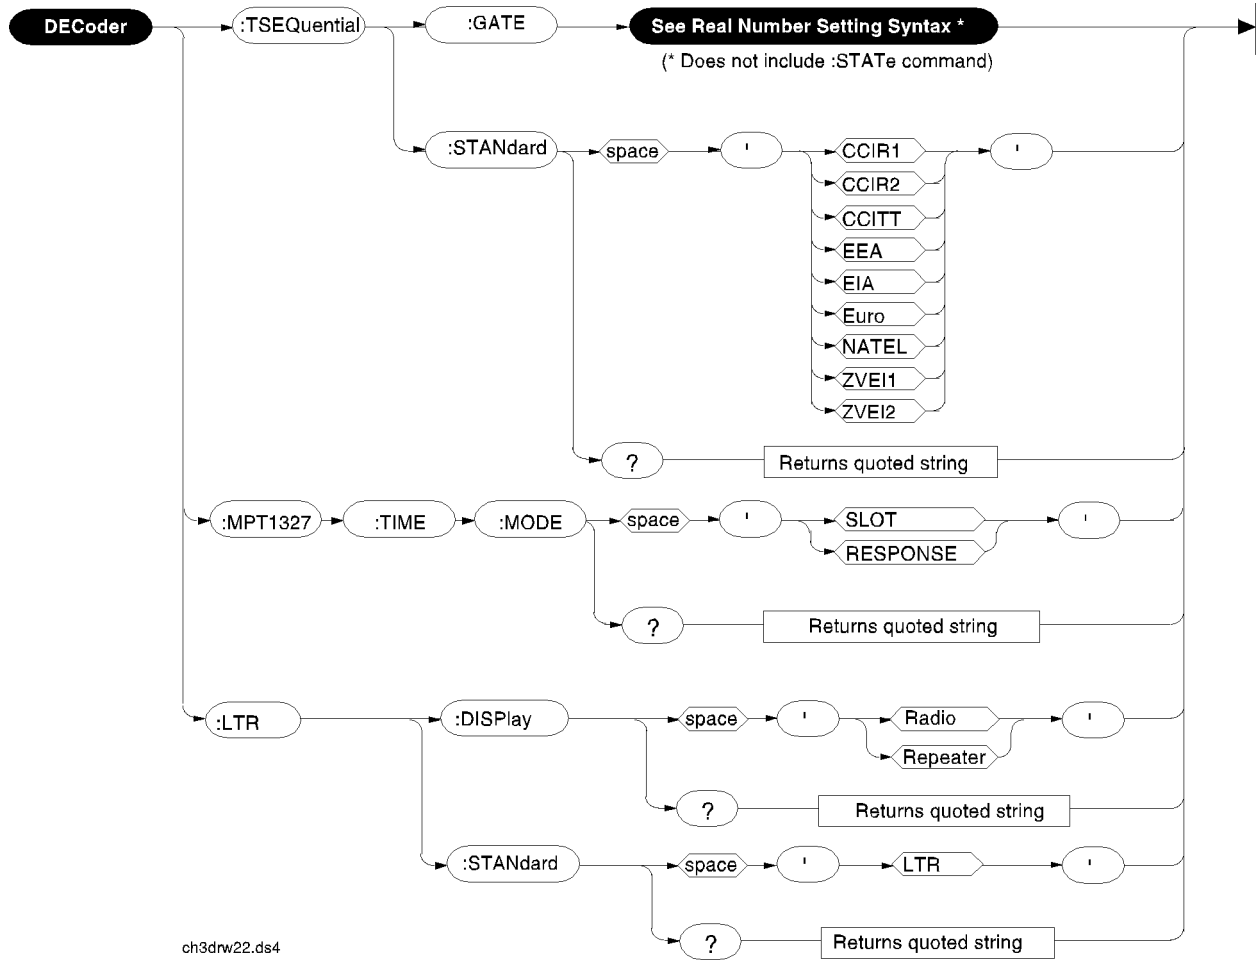 DECoder :TSEQuential :GATE See Real Number Setting Syntax *
(* Does not include :STATe command)
:STANdard space ' CCIR1 '
CCIR2
CCITT
EEA
EIA
Euro
NATEL
ZVEI1
ZVEI2
? Returns quoted string
:MPT1327 :TIME :MODE space ' SLOT '
RESPONSE
? Returns quoted string
:LTR :DISPlay space ' Radio '
Repeater
? Returns quoted string
:STANdard space ' LTR '
? Returns quoted string
ch3drw22.ds4